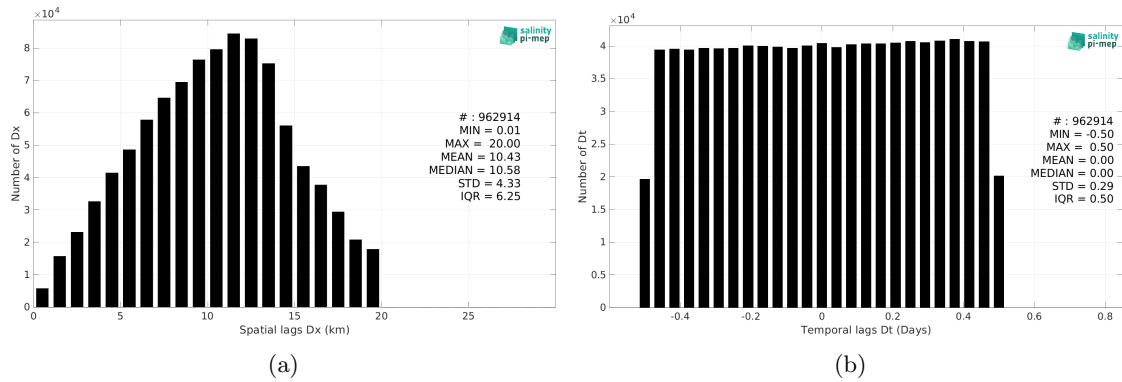 ×10⁴
9
8
7
6
5
4
3
2
1
0
Number of Dx
0
5
10
15
20
25
Spatial lags Dx (km)
salinity
pi-mep
# : 962914
MIN = 0.01
MAX = 20.00
MEAN = 10.43
MEDIAN = 10.58
STD = 4.33
IQR = 6.25
(a)
×10⁴
4
3.5
3
2.5
2
1.5
1
0.5
0
Number of Dt
-0.4
-0.2
0
0.2
0.4
0.6
0.8
Temporal lags Dt (Days)
salinity
pi-mep
# : 962914
MIN = -0.50
MAX = 0.50
MEAN = 0.00
MEDIAN = 0.00
STD = 0.29
IQR = 0.50
(b)